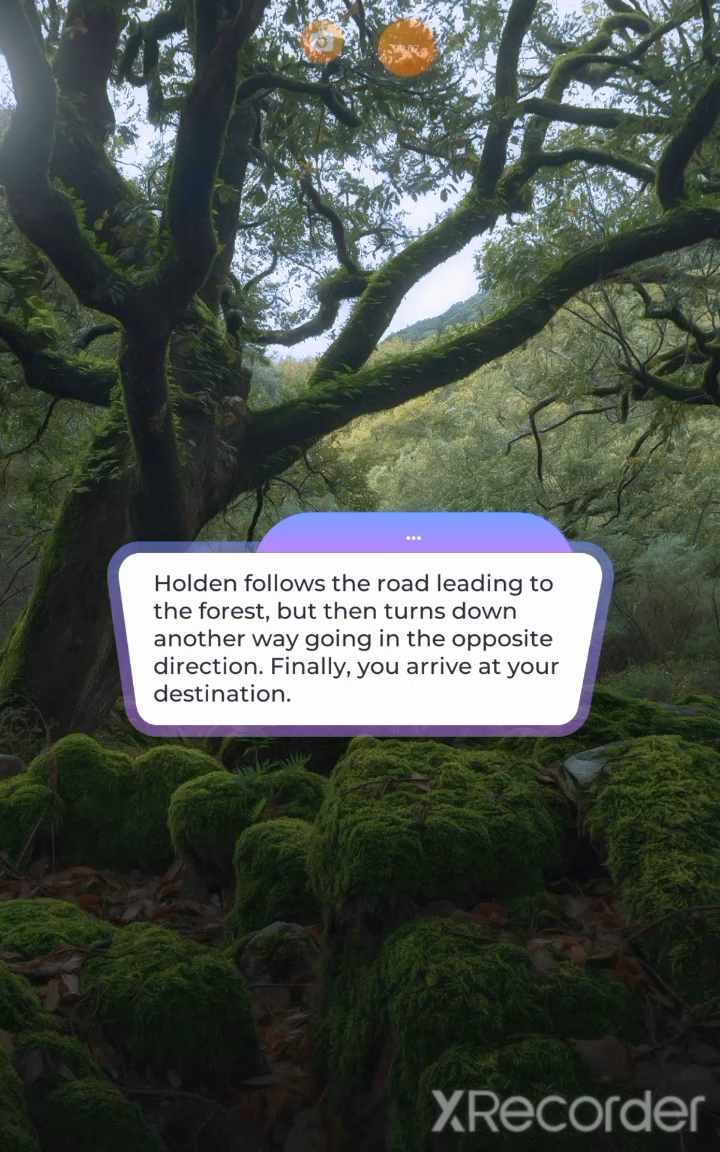 ...
Holden follows the road leading to
the forest, but then turns down
another way going in the opposite
direction. Finally, you arrive at your
destination.
XRecorder